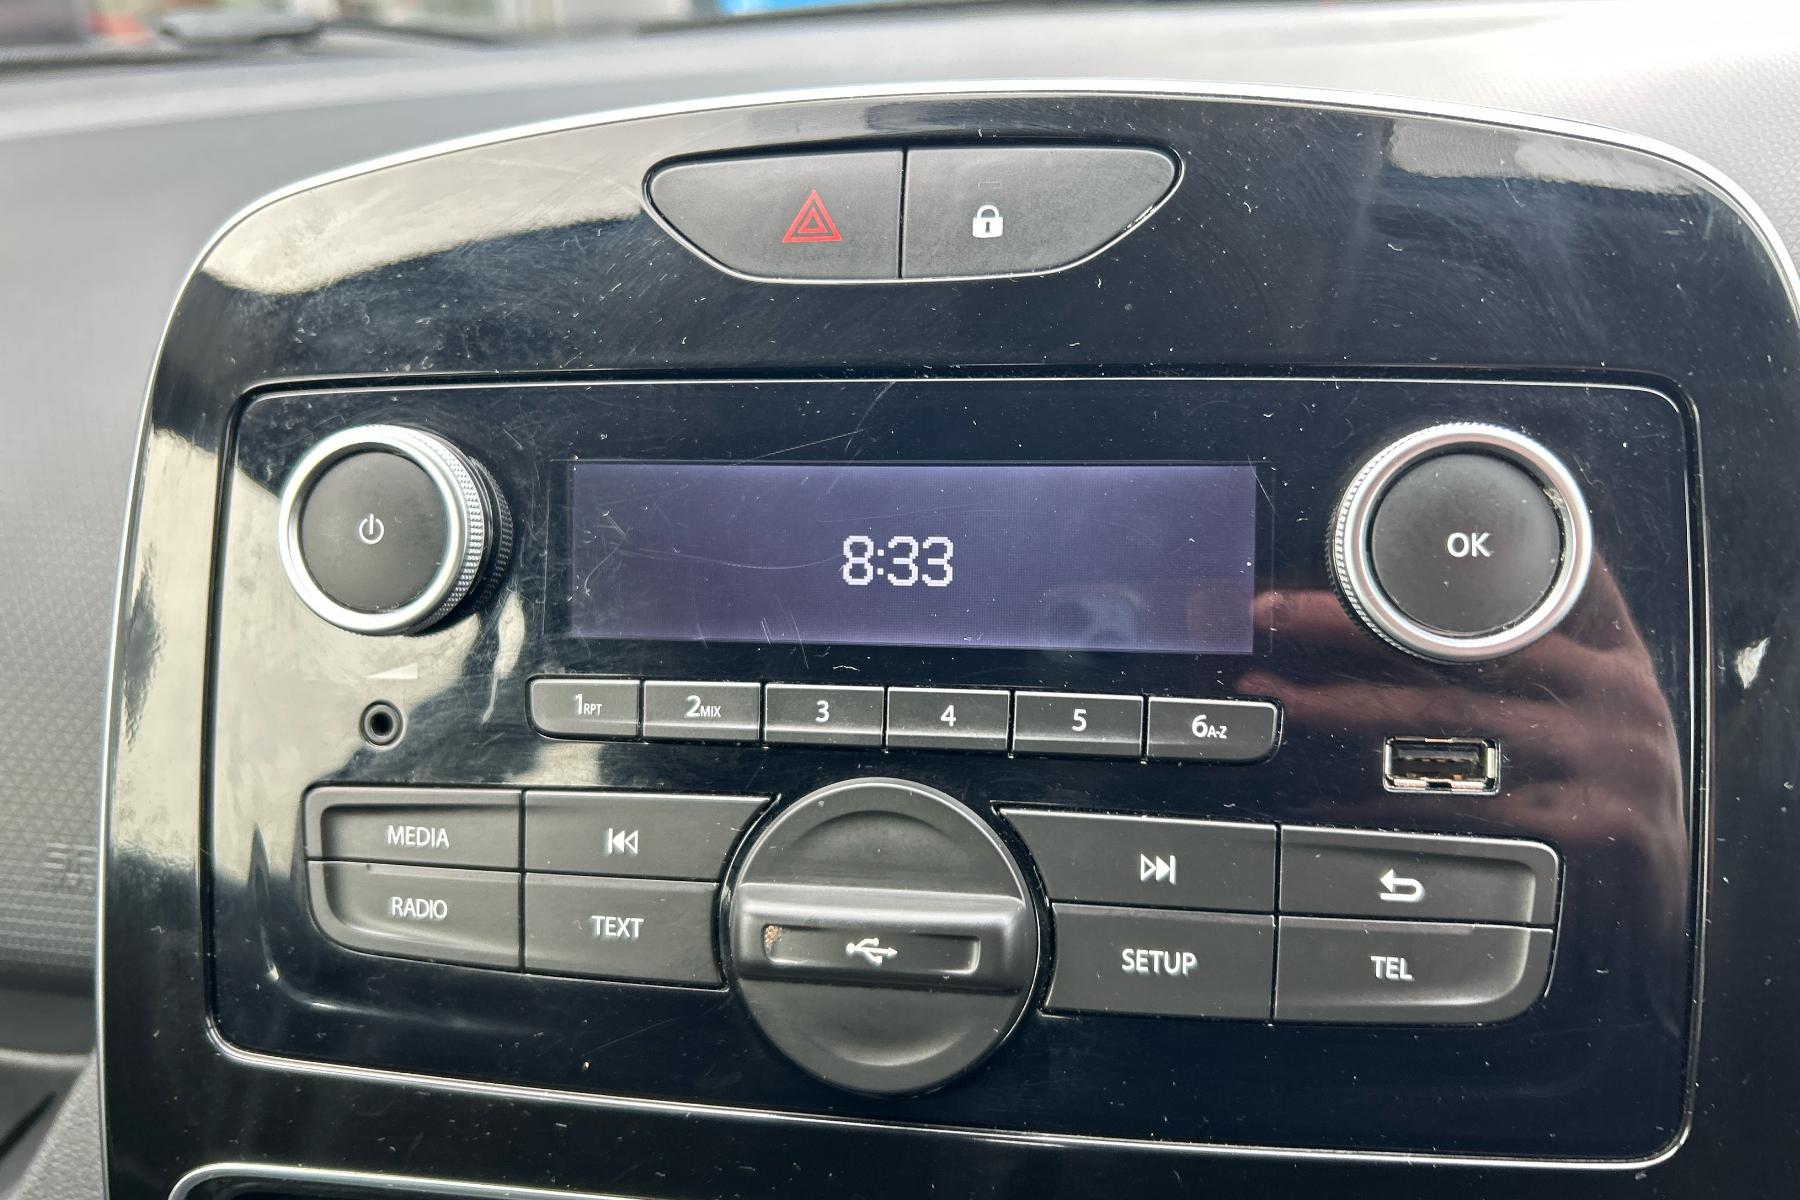 8:33
OK
1RPT 2MIX 3 4 5 6A-Z
MEDIA
RADIO TEXT SETUP TEL